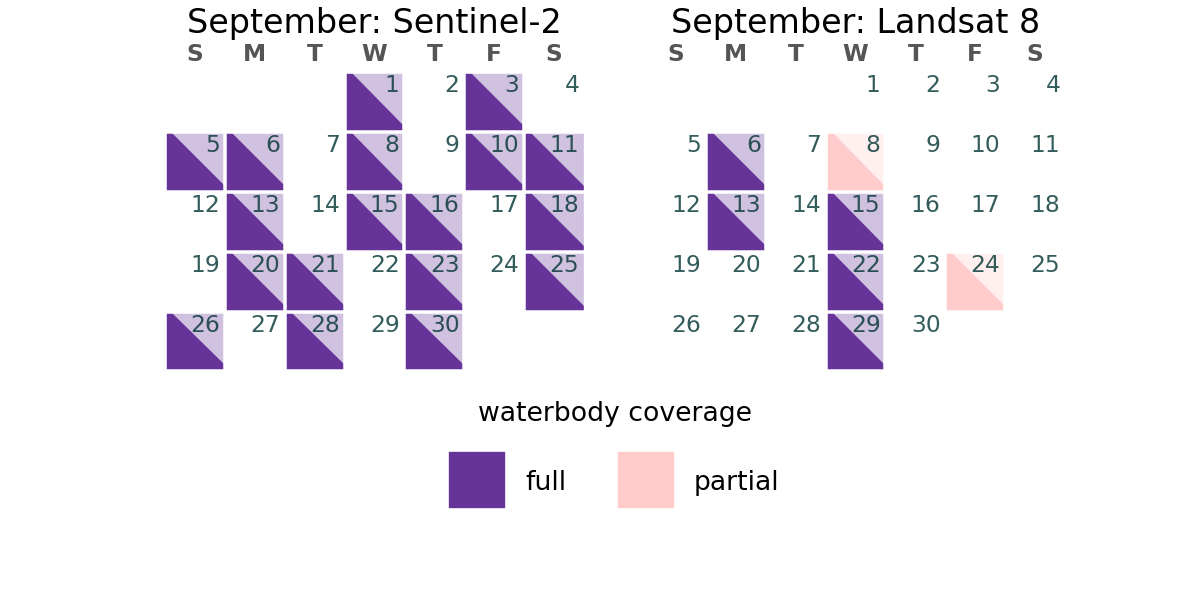 September: Sentinel-2
S M T W T F S
1 2 3 4
5 6 7 8 9 10 11
12 13 14 15 16 17 18
19 20 21 22 23 24 25
26 27 28 29 30
September: Landsat 8
S M T W T F S
1 2 3 4
5 6 7 8 9 10 11
12 13 14 15 16 17 18
19 20 21 22 23 24 25
26 27 28 29 30
waterbody coverage
full partial